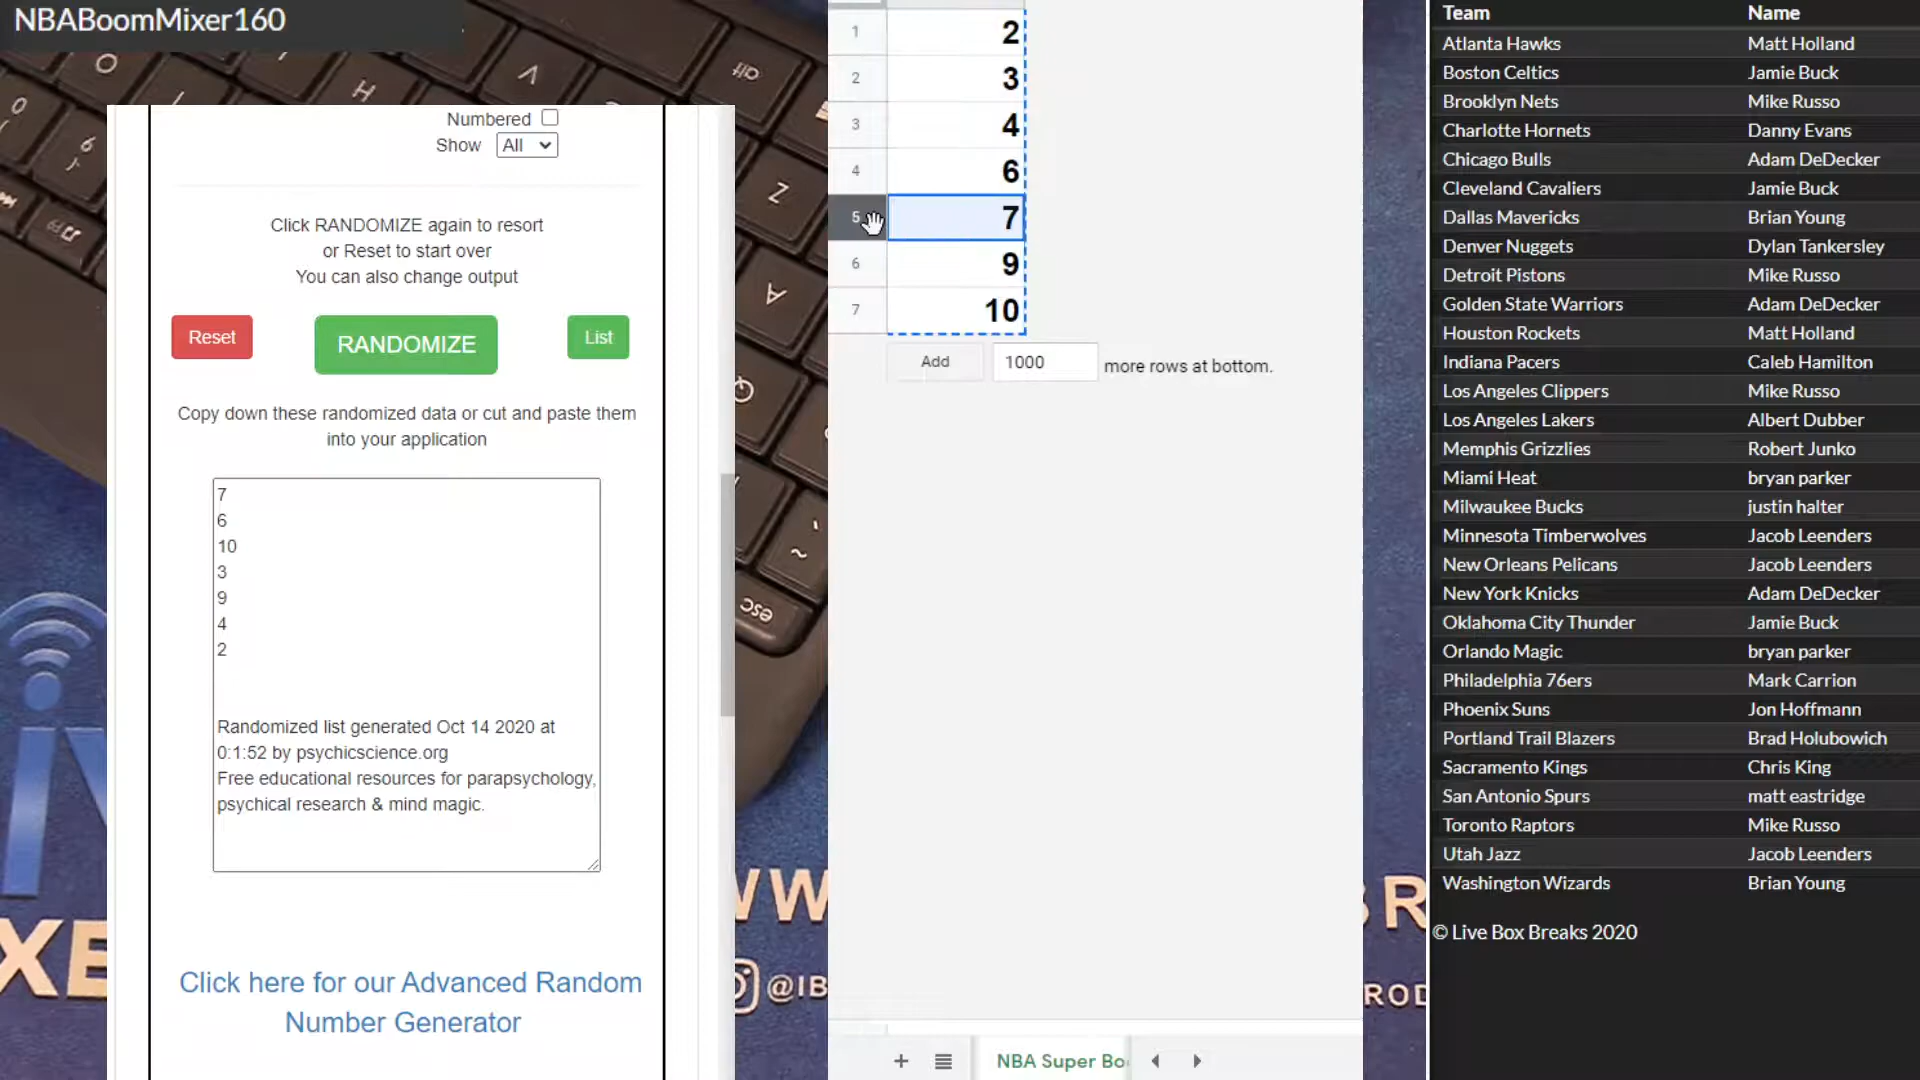 NBABoomMixer160
Numbered
Show All
Click RANDOMIZE again to resort
or Reset to start over
You can also change output
Reset
RANDOMIZE
List
Copy down these randomized data or cut and paste them
into your application
7
6
10
3
9
4
2
Randomized list generated Oct 14 2020 at
0:1:52 by psychicscience.org
Free educational resources for parapsychology,
psychical research & mind magic.
Click here for our Advanced Random
Number Generator
1 2
2 3
3 4
4 6
5 7
6 9
7 10
Add 1000 more rows at bottom.
NBA Super Bo
@IB
Team Name
Atlanta Hawks Matt Holland
Boston Celtics Jamie Buck
Brooklyn Nets Mike Russo
Charlotte Hornets Danny Evans
Chicago Bulls Adam DeDecker
Cleveland Cavaliers Jamie Buck
Dallas Mavericks Brian Young
Denver Nuggets Dylan Tankersley
Detroit Pistons Mike Russo
Golden State Warriors Adam DeDecker
Houston Rockets Matt Holland
Indiana Pacers Caleb Hamilton
Los Angeles Clippers Mike Russo
Los Angeles Lakers Albert Dubber
Memphis Grizzlies Robert Junko
Miami Heat bryan parker
Milwaukee Bucks justin halter
Minnesota Timberwolves Jacob Leenders
New Orleans Pelicans Jacob Leenders
New York Knicks Adam DeDecker
Oklahoma City Thunder Jamie Buck
Orlando Magic bryan parker
Philadelphia 76ers Mark Carrion
Phoenix Suns Jon Hoffmann
Portland Trail Blazers Brad Holubowich
Sacramento Kings Chris King
San Antonio Spurs matt eastridge
Toronto Raptors Mike Russo
Utah Jazz Jacob Leenders
Washington Wizards Brian Young
© Live Box Breaks 2020